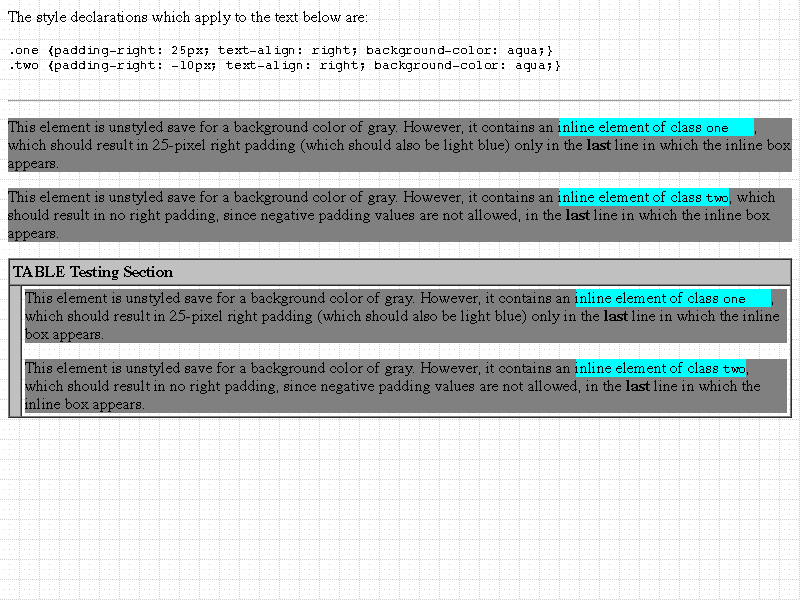 The style declarations which apply to the text below are:
.one {padding-right: 25px; text-align: right; background-color: aqua;}
.two {padding-right: -10px; text-align: right; background-color: aqua;}
This element is unstyled save for a background color of gray. However, it contains an inline element of class one ,
which should result in 25-pixel right padding (which should also be light blue) only in the last line in which the inline box
appears.
This element is unstyled save for a background color of gray. However, it contains an inline element of class two, which
should result in no right padding, since negative padding values are not allowed, in the last line in which the inline box
appears.
TABLE Testing Section
This element is unstyled save for a background color of gray. However, it contains an inline element of class one ,
which should result in 25-pixel right padding (which should also be light blue) only in the last line in which the inline
box appears.
This element is unstyled save for a background color of gray. However, it contains an inline element of class two,
which should result in no right padding, since negative padding values are not allowed, in the last line in which the
inline box appears.